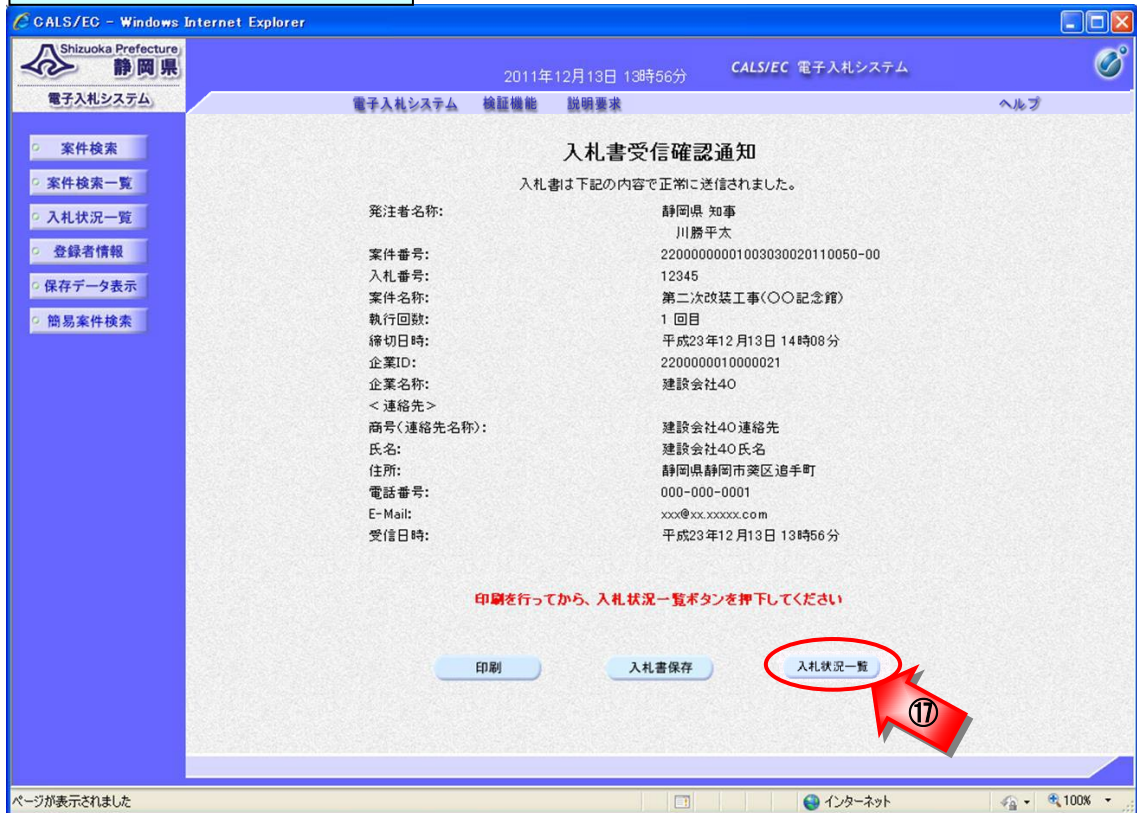 CALS/EC - Windows Internet Explorer
Shizuoka Prefecture
静岡県
電子入札システム
2011年12月13日 13時56分
CALS/EC 電子入札システム
電子入札システム 検証機能 説明要求 ヘルプ
案件検索
案件検索一覧
入札状況一覧
登録者情報
保存データ表示
簡易案件検索
入札書受信確認通知
入札書は下記の内容で正常に送信されました。
発注者名称: 静岡県 知事
川勝平太
案件番号: 22000000001003030020110050-00
入札番号: 12345
案件名称: 第二次改装工事(〇〇記念館)
執行回数: 1 回目
締切日時: 平成23年12月13日 14時08分
企業ID: 2200000010000021
企業名称: 建設会社40
<連絡先>
商号(連絡先名称): 建設会社40連絡先
氏名: 建設会社40氏名
住所: 静岡県静岡市葵区追手町
電話番号: 000-000-0001
E-Mail: xxx@xx.xxxxx.com
受信日時: 平成23年12月13日 13時56分
印刷を行ってから、入札状況一覧ボタンを押下してください
印刷 入札書保存 入札状況一覧
⑰
ページが表示されました インターネット 100%